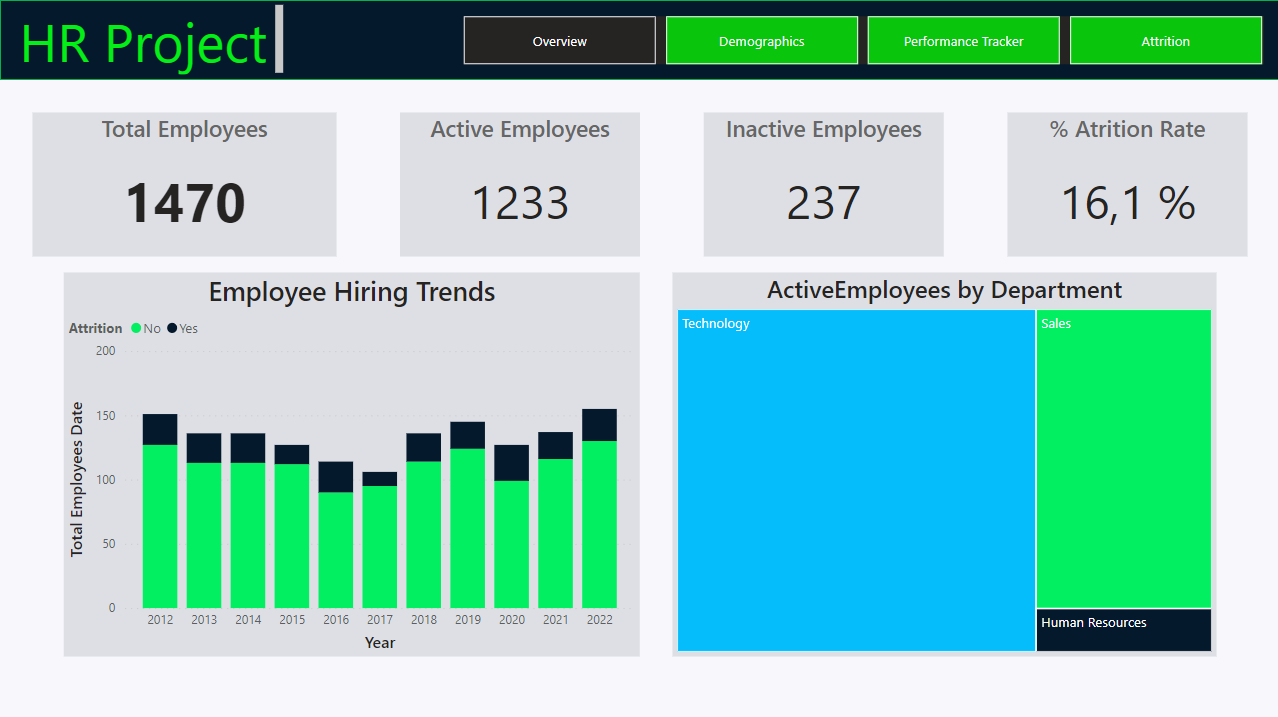 HR Project
Overview
Demographics
Performance Tracker
Attrition
Total Employees
1470
Active Employees
1233
Inactive Employees
237
% Atrition Rate
16,1 %
Employee Hiring Trends
Attrition No Yes
Total Employees Date
200
150
100
50
0
2012 2013 2014 2015 2016 2017 2018 2019 2020 2021 2022
Year
ActiveEmployees by Department
Technology
Sales
Human Resources